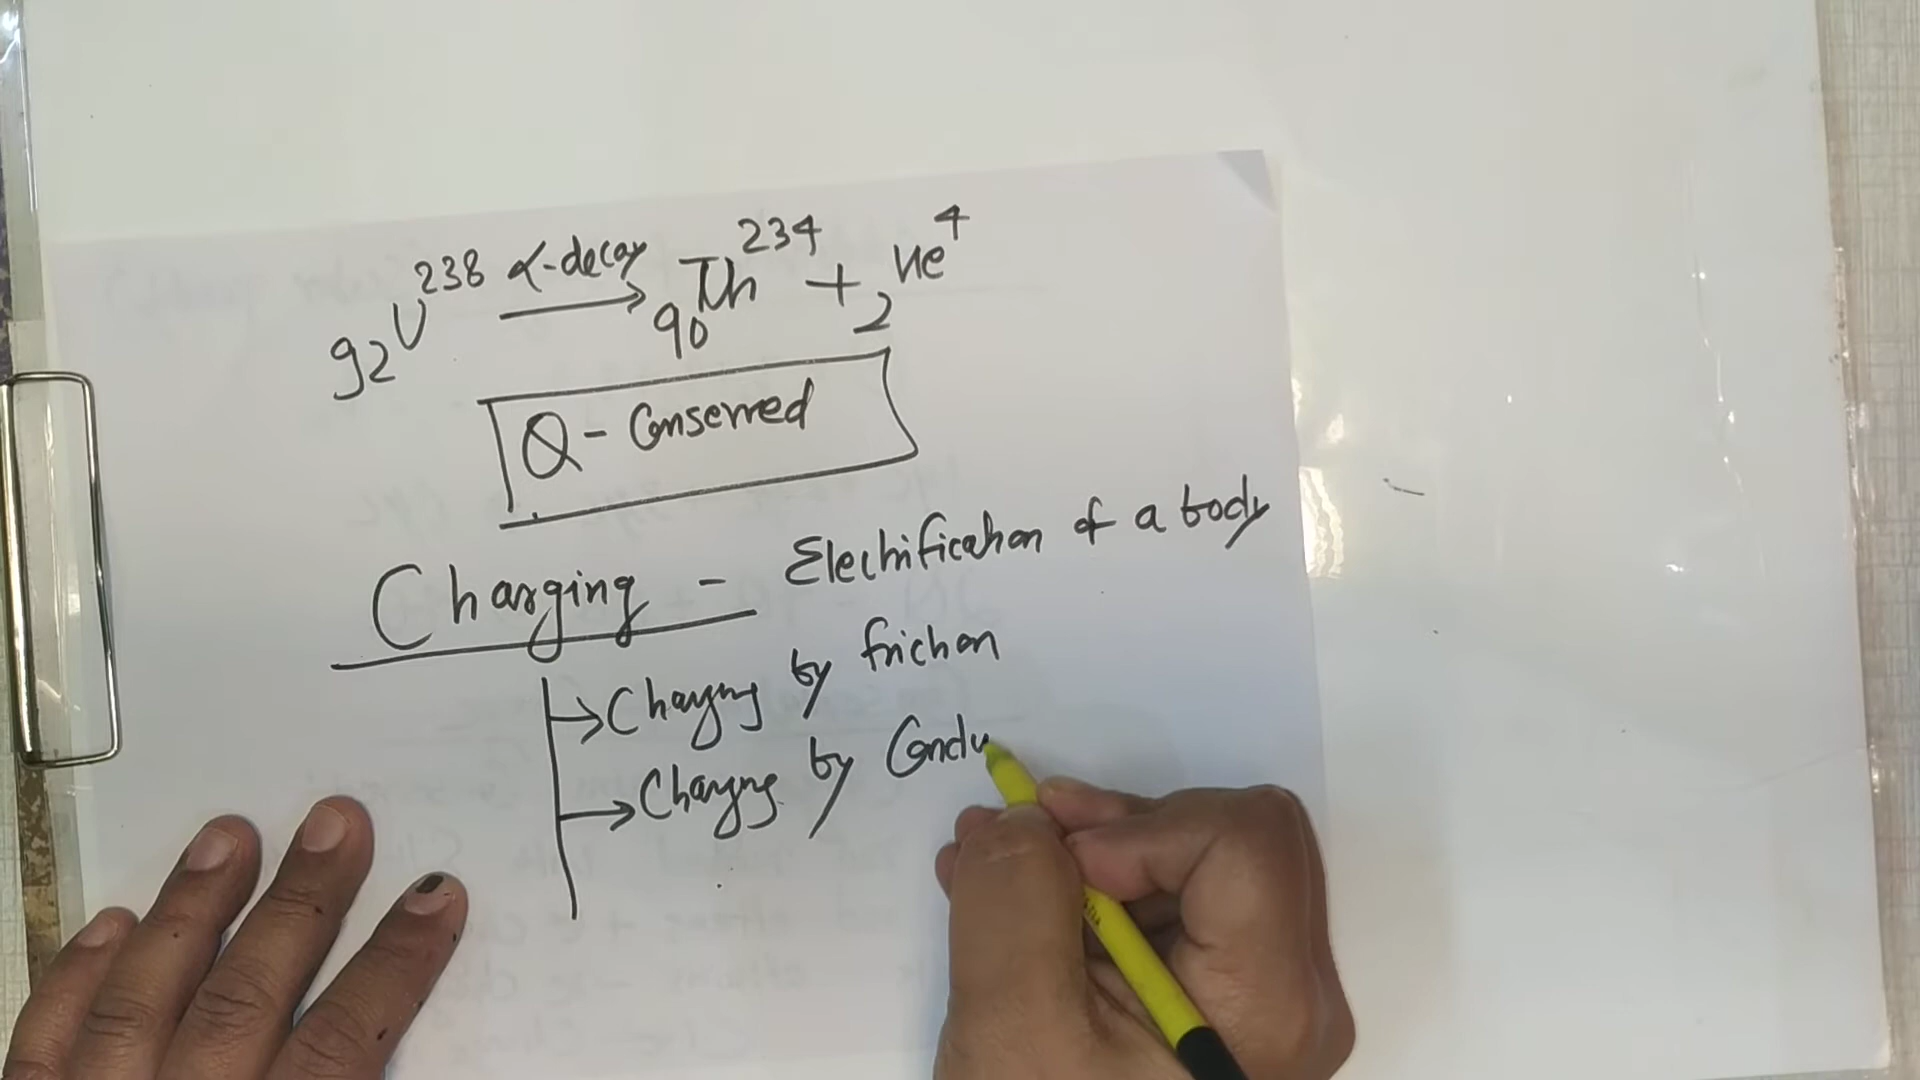 92U238 α-decay → 90Th234 + 2He4
Q - Conserved
Charging - Electrification of a body
→ Charging by friction
→ Charging by Condu